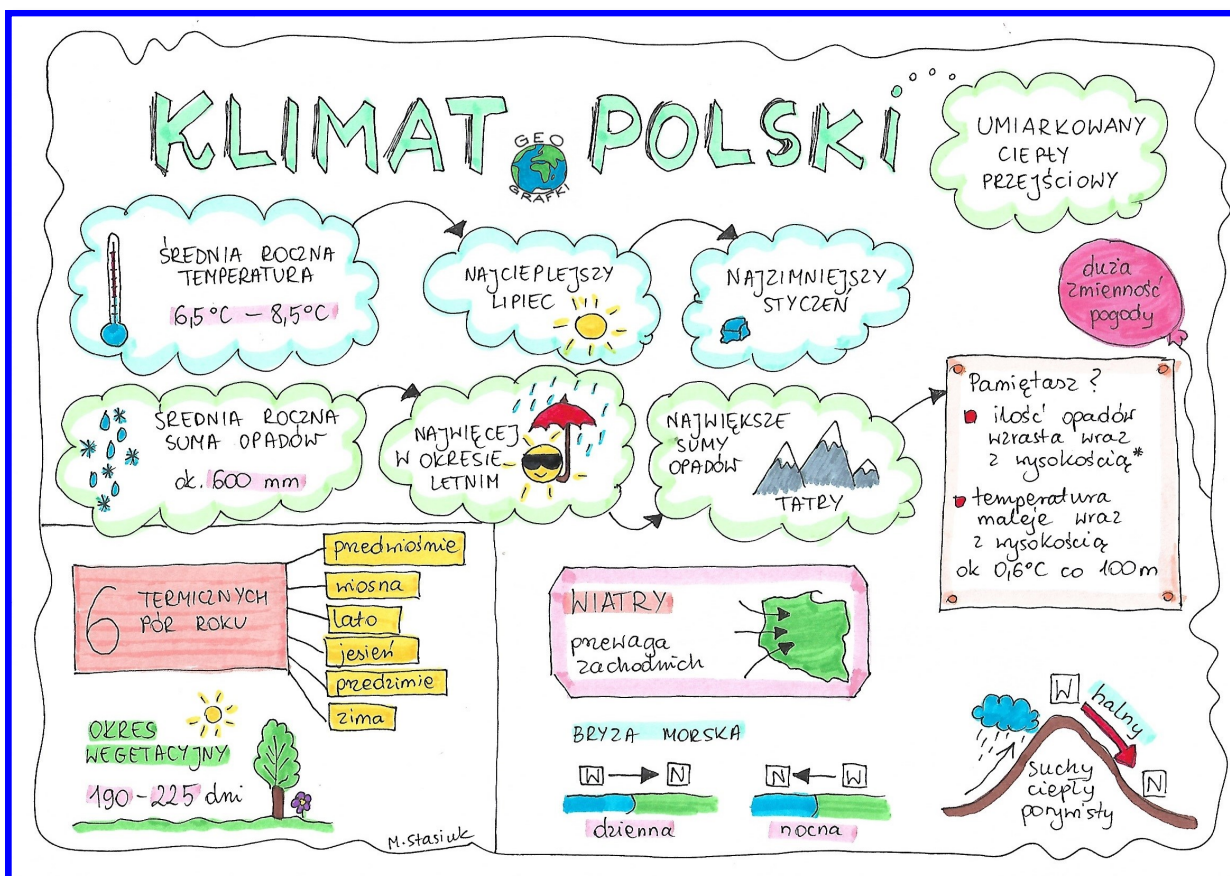 KLIMAT POLSKI
GEO
GRAFKI
UMIARKOWANY
CIEPŁY
PRZEJŚCIOWY
ŚREDNIA ROCZNA
TEMPERATURA
6,5°C – 8,5°C
NAJCIEPLEJSZY
LIPIEC
NAJZIMNIEJSZY
STYCZEŃ
duża
zmienność
pogody
ŚREDNIA ROCZNA
SUMA OPADÓW
ok. 600 mm
NAJWIĘCEJ
W OKRESIE
LETNIM
NAJWIĘKSZE
SUMY
OPADÓW
TATRY
Pamiętasz ?
ilość opadów
wzrasta wraz
z wysokością*
temperatura
maleje wraz
z wysokością
ok 0,6°C co 100m
6 TERMICZNYCH
PÓR ROKU
przedwiośnie
wiosna
lato
jesień
przedzimie
zima
OKRES
WEGETACYJNY
190 – 225 dni
M. Stasiuk
WIATRY
przewaga
zachodnich
BRYZA MORSKA
W N
dzienna
N W
nocna
W
halny
N
suchy
ciepły
porywisty